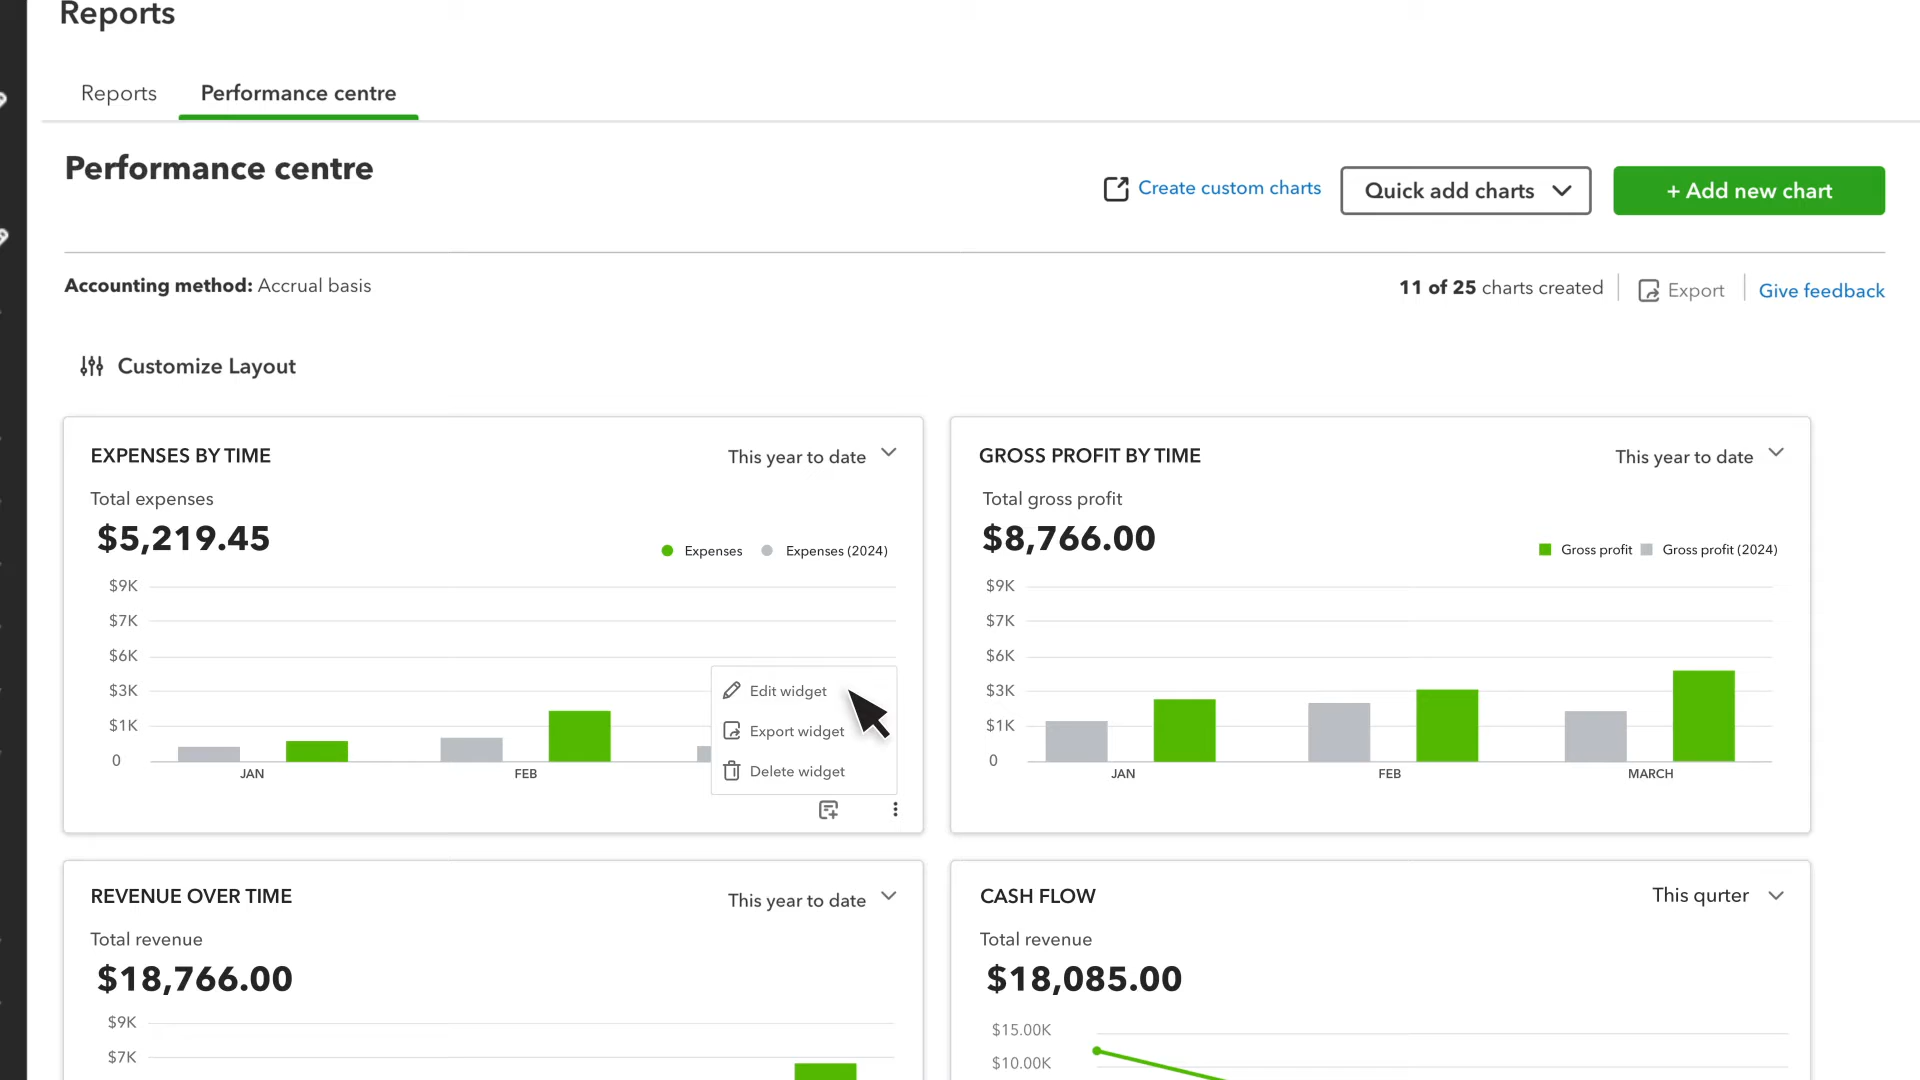 Reports
Reports Performance centre
Performance centre
Create custom charts Quick add charts + Add new chart
Accounting method: Accrual basis
11 of 25 charts created Export Give feedback
Customize Layout
EXPENSES BY TIME This year to date
Total expenses
$5,219.45
Expenses Expenses (2024)
$9K
$7K
$6K
$3K
$1K
0
JAN FEB
Edit widget
Export widget
Delete widget
GROSS PROFIT BY TIME This year to date
Total gross profit
$8,766.00
Gross profit Gross profit (2024)
$9K
$7K
$6K
$3K
$1K
0
JAN FEB MARCH
REVENUE OVER TIME This year to date
Total revenue
$18,766.00
$9K
$7K
CASH FLOW This qurter
Total revenue
$18,085.00
$15.00K
$10.00K